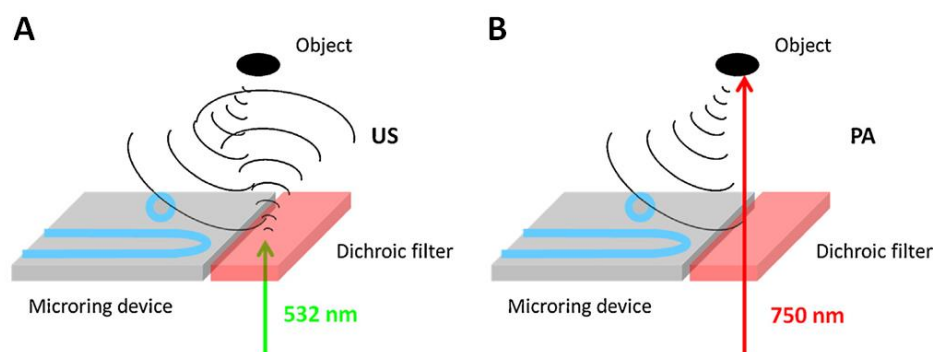 A
Object
US
Dichroic filter
Microring device
532 nm
B
Object
PA
Dichroic filter
Microring device
750 nm